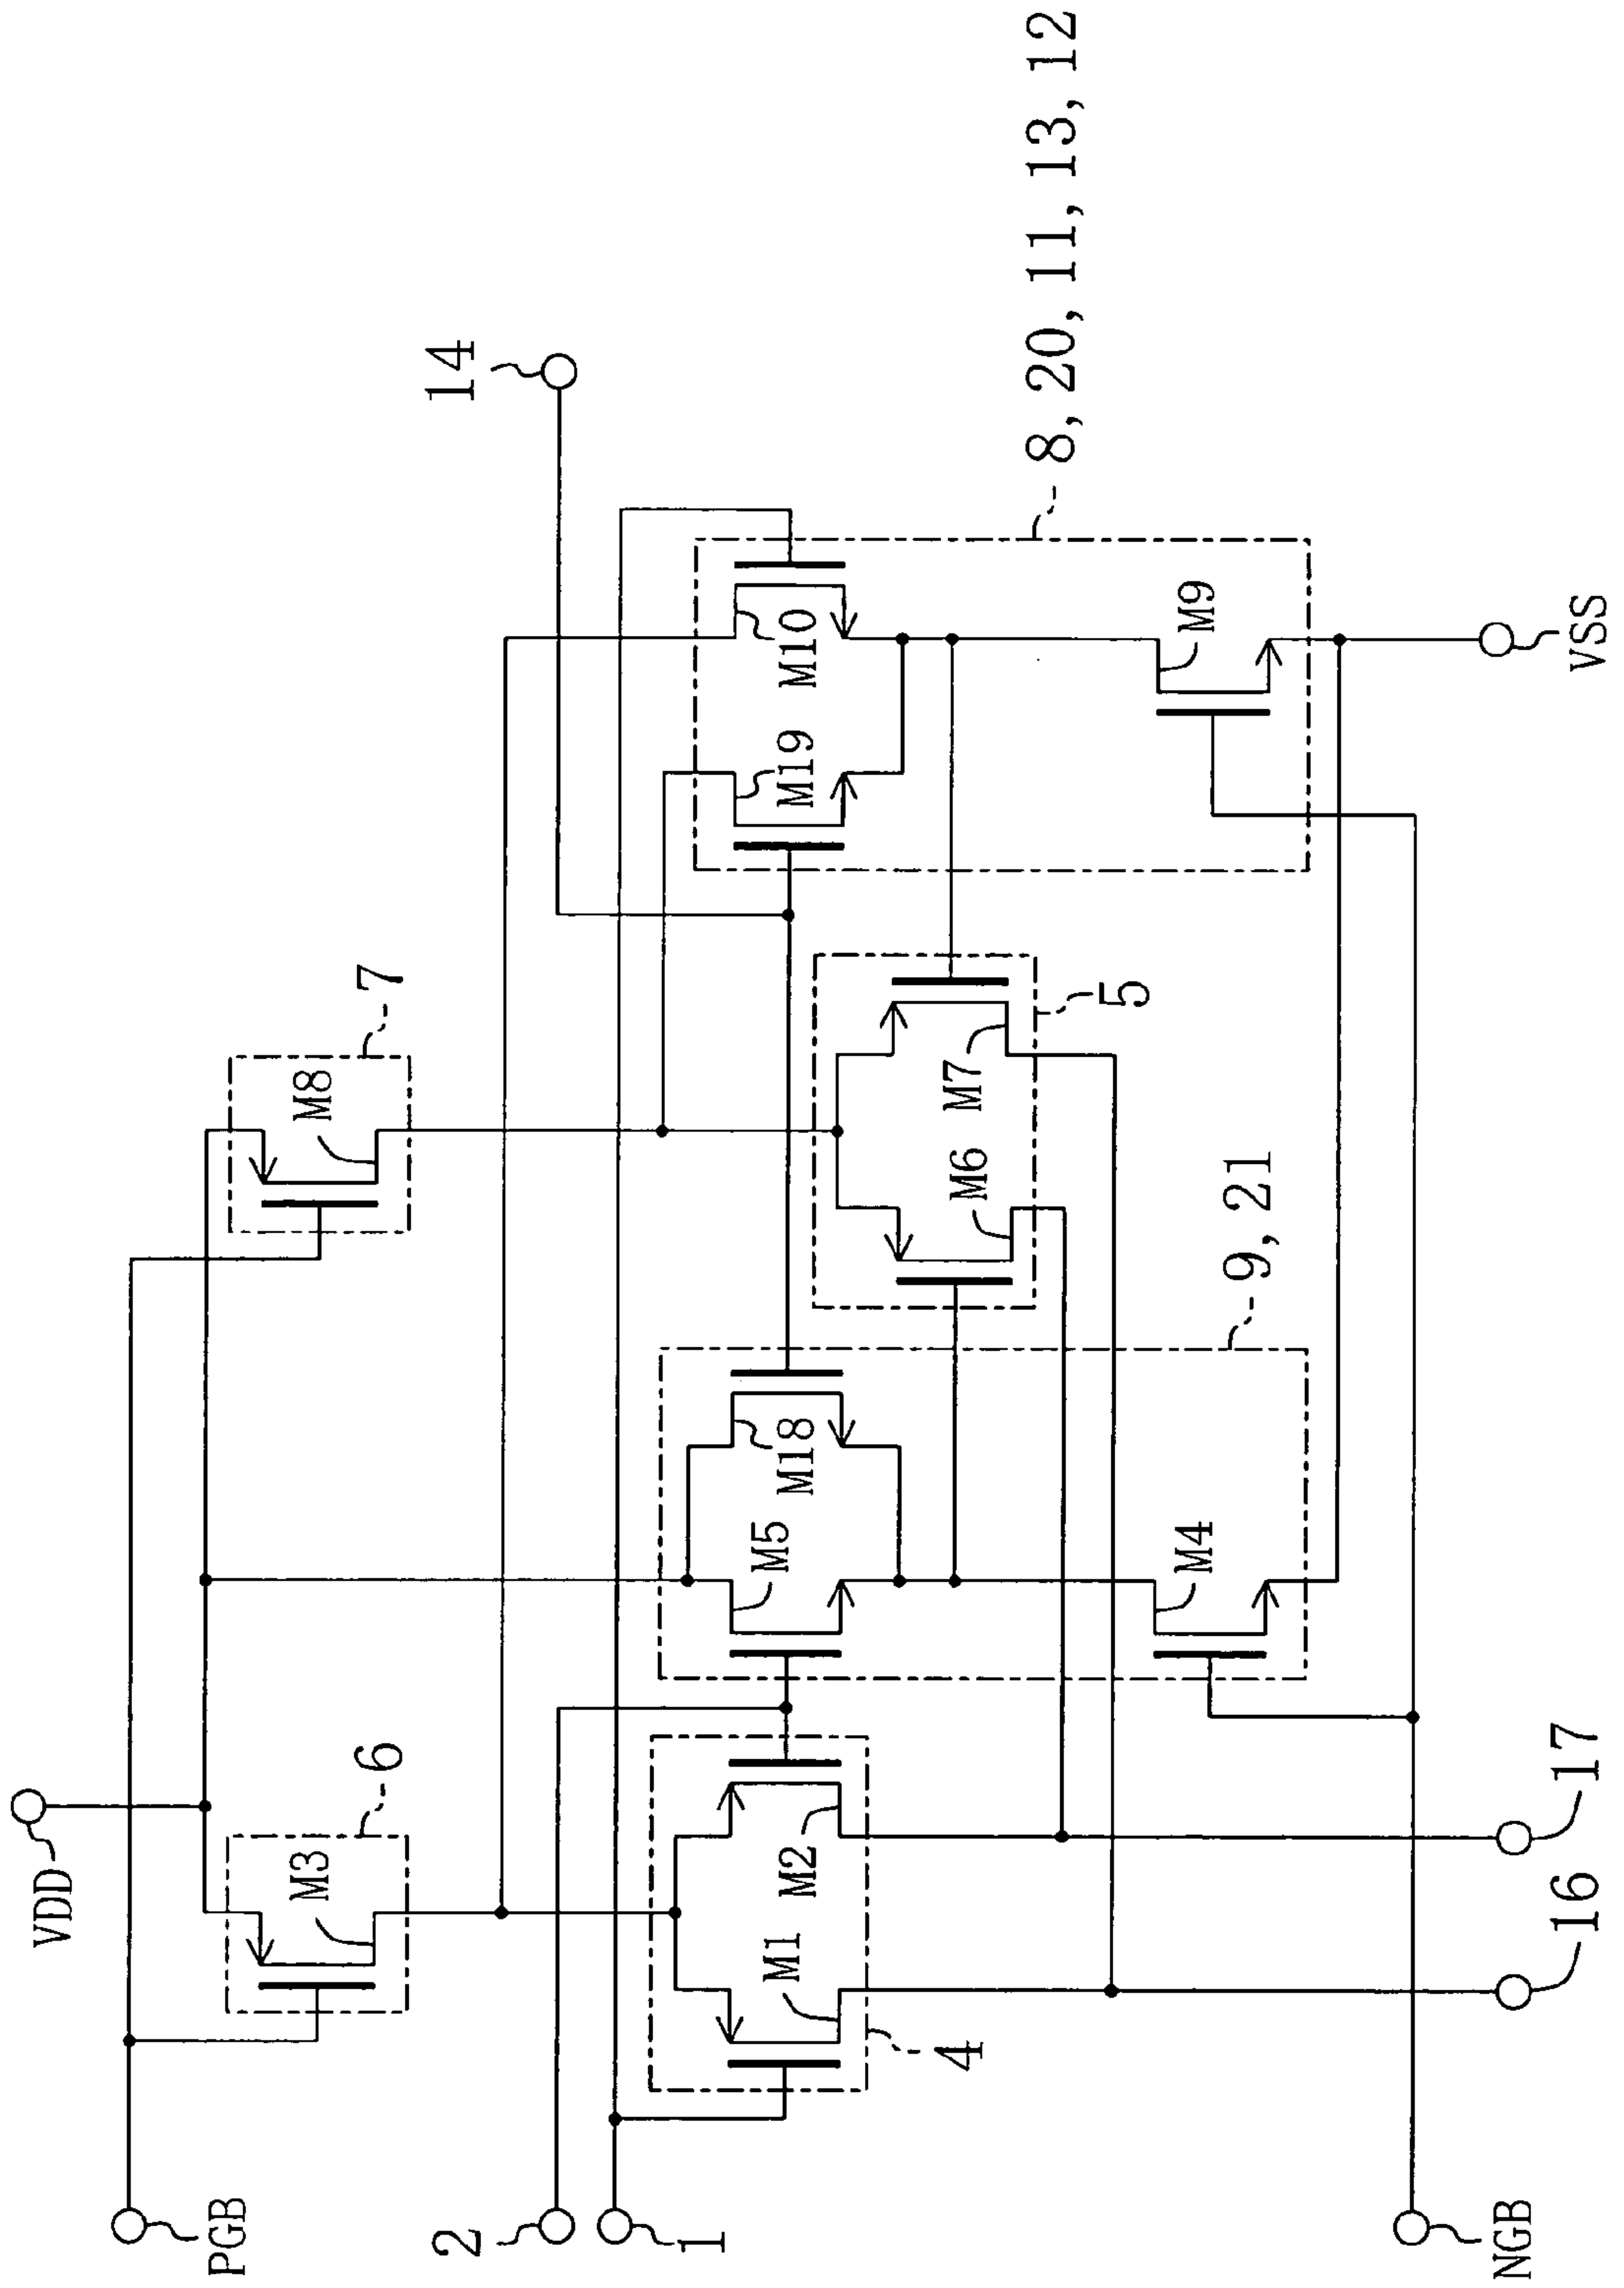 VDD
PGB
M3
6
M8
7
14
2
1
M1
M2
4
M5
M18
M19
M10
M6
M7
5
8, 20, 11, 13, 12
9, 21
M4
M9
NGB
16
17
VSS